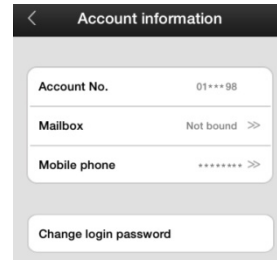 Account information
Account No. 01***98
Mailbox Not bound >>
Mobile phone ******** >>
Change login password